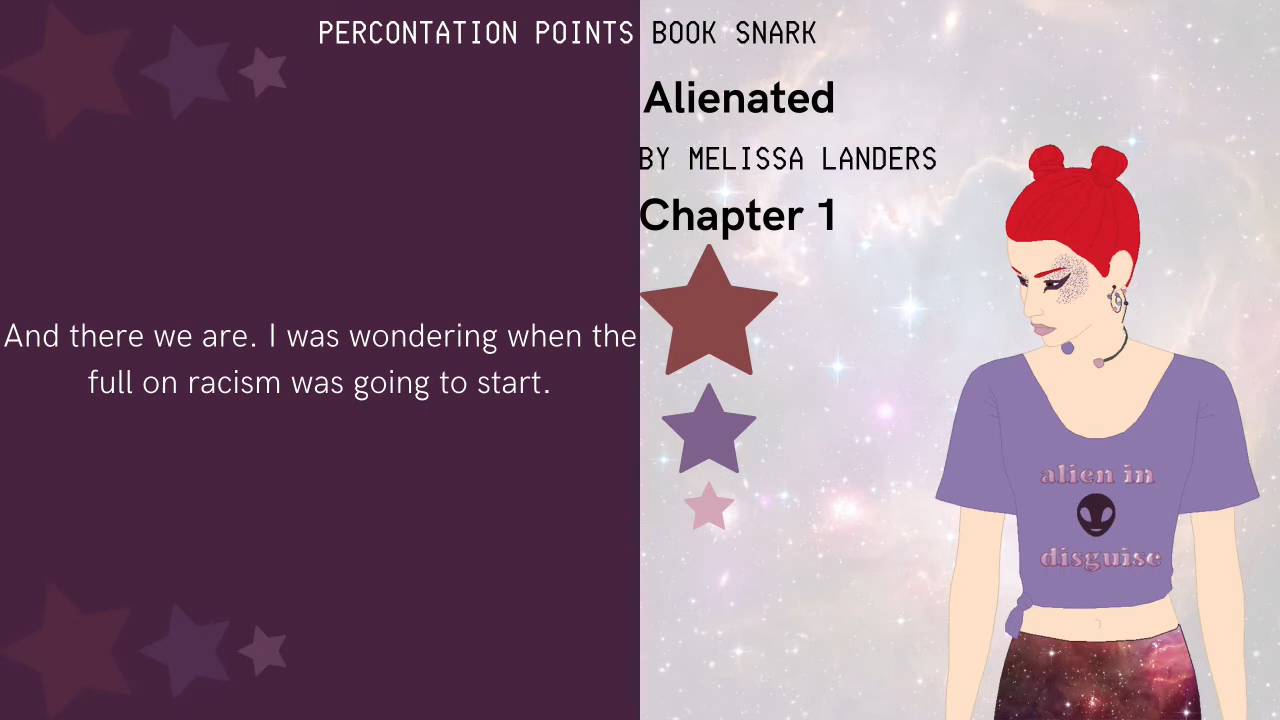 PERCONTATION POINTS BOOK SNARK
Alienated
BY MELISSA LANDERS
Chapter 1
And there we are. I was wondering when the
full on racism was going to start.
alien in
disguise